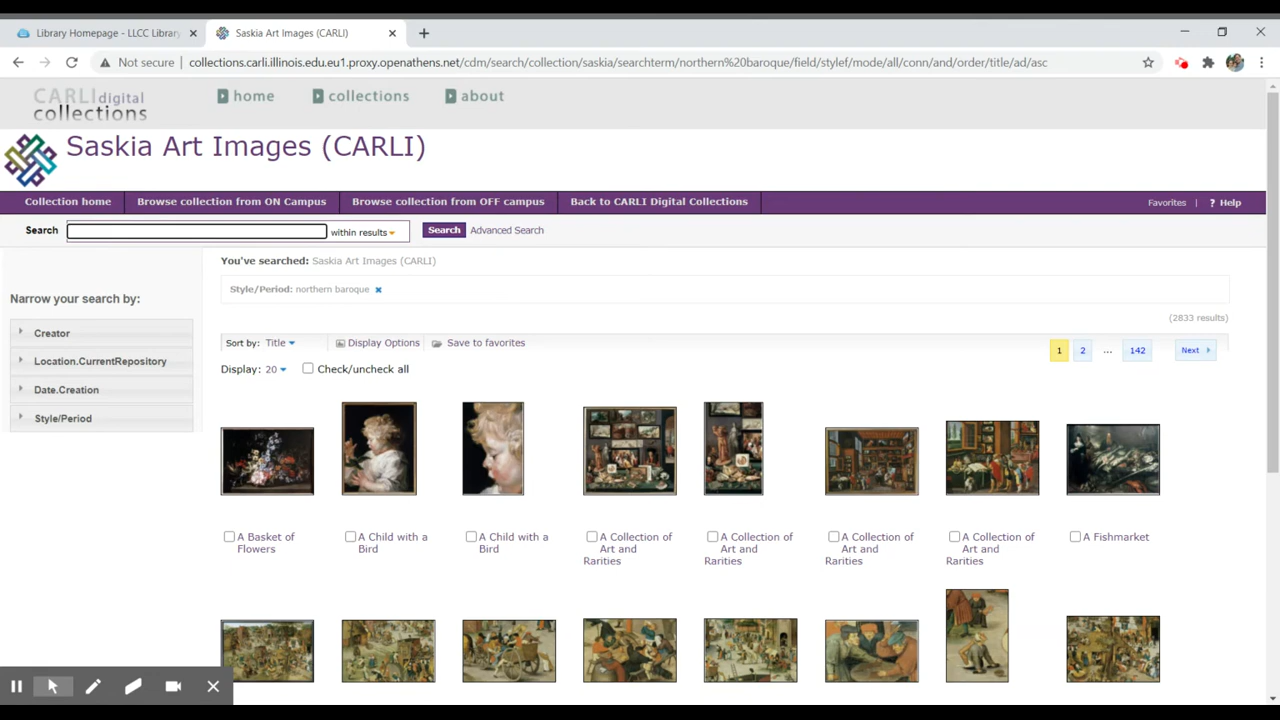 Library Homepage - LLCC Library
Saskia Art Images (CARLI)
Not secure
collections.carli.illinois.edu.eu1.proxy.openathens.net/cdm/search/collection/saskia/searchterm/northern%20baroque/field/stylef/mode/all/conn/and/order/title/ad/asc
CARLI digital
collections
home
collections
about
Saskia Art Images (CARLI)
Collection home
Browse collection from ON Campus
Browse collection from OFF campus
Back to CARLI Digital Collections
Favorites
|
? Help
Search
within results
Search
Advanced Search
Narrow your search by:
Creator
Location.CurrentRepository
Date.Creation
Style/Period
You've searched: Saskia Art Images (CARLI)
Style/Period: northern baroque
(2833 results)
Sort by: Title
Display Options
Save to favorites
1
2
...
142
Next
Display: 20
Check/uncheck all
A Basket of
Flowers
A Child with a
Bird
A Child with a
Bird
A Collection of
Art and
Rarities
A Collection of
Art and
Rarities
A Collection of
Art and
Rarities
A Collection of
Art and
Rarities
A Fishmarket